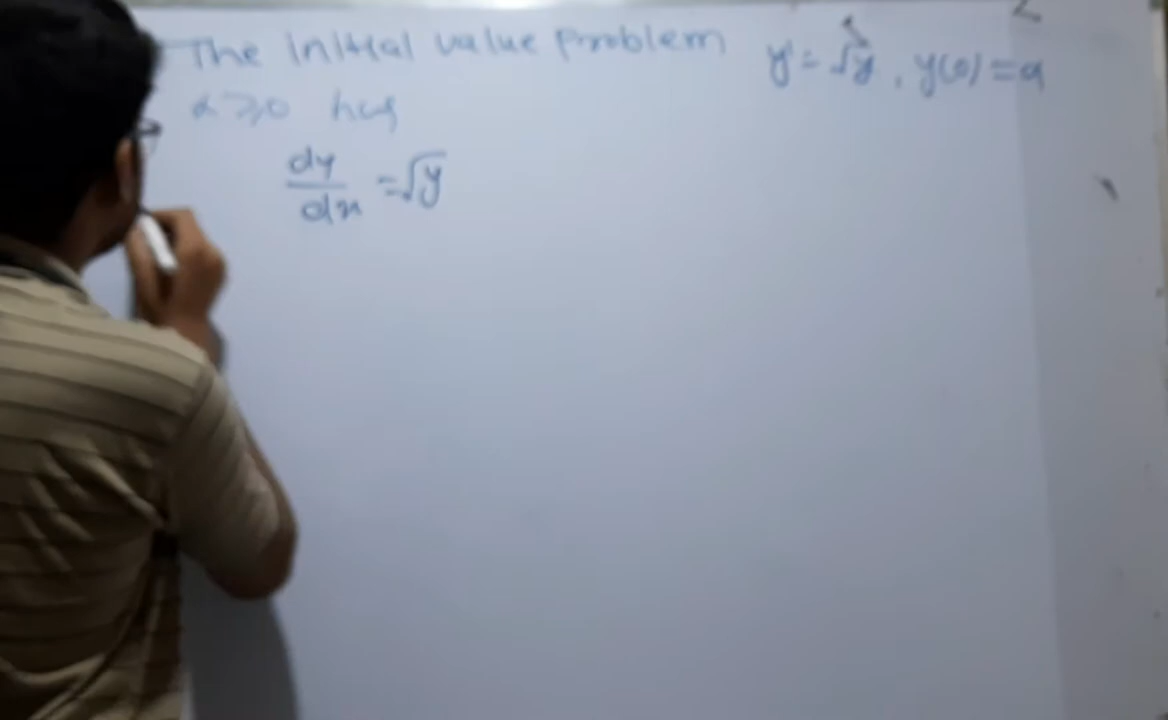 The initial value problem y' = √y, y(0) = α
α ≥ 0 has
dy/dx = √y